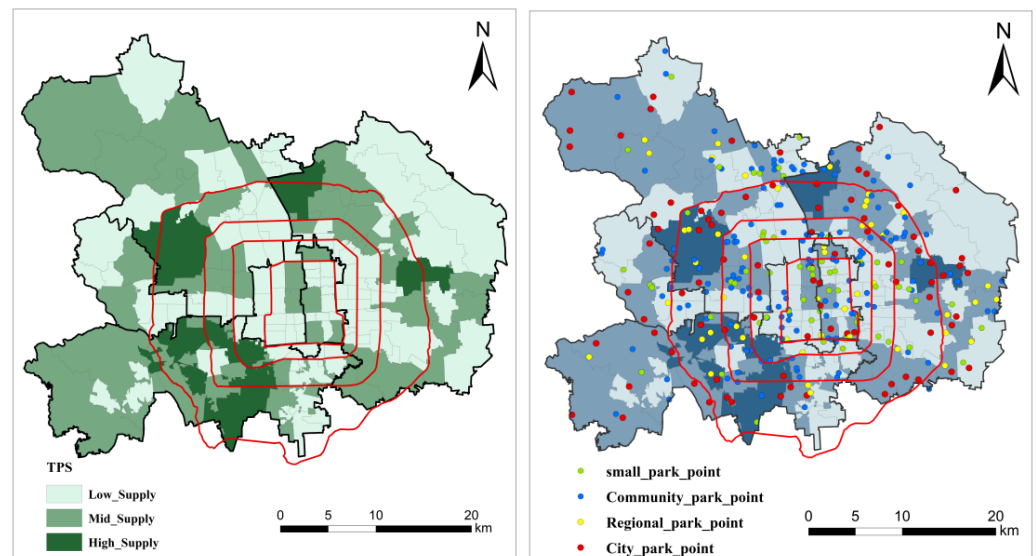 N
TPS
Low_Supply
Mid_Supply
High_Supply
0 5 10 20
km
N
small_park_point
Community_park_point
Regional_park_point
City_park_point
0 5 10 20
km